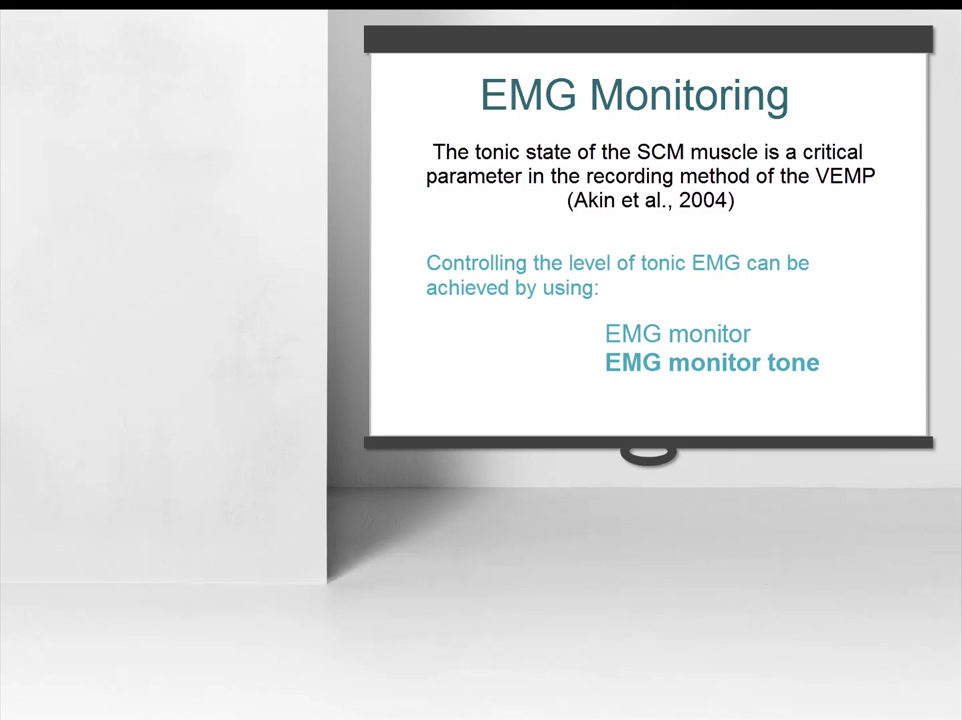 EMG Monitoring
The tonic state of the SCM muscle is a critical
parameter in the recording method of the VEMP
(Akin et al., 2004)
Controlling the level of tonic EMG can be
achieved by using:
EMG monitor
EMG monitor tone